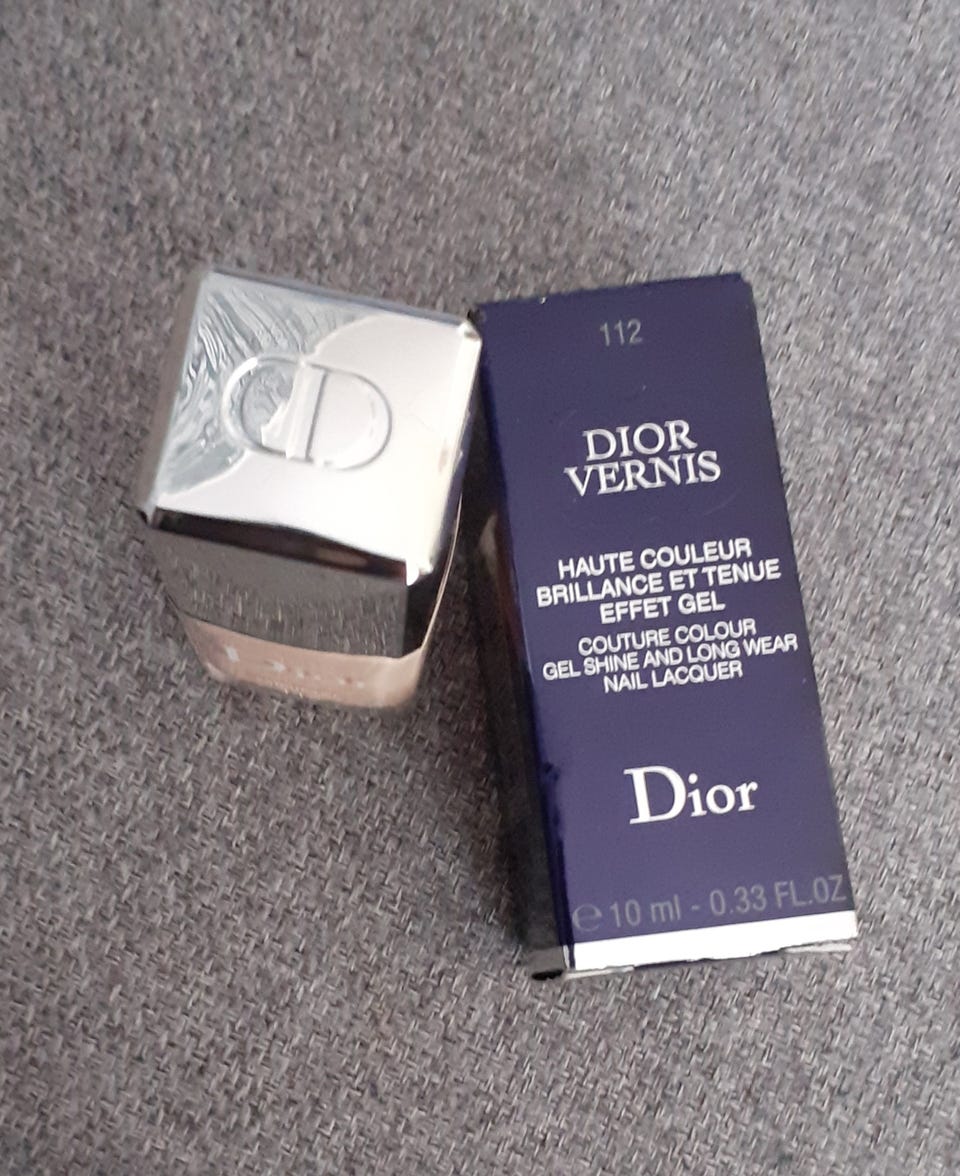 CD
112
DIOR
VERNIS
HAUTE COULEUR
BRILLANCE ET TENUE
EFFET GEL
COUTURE COLOUR
GEL SHINE AND LONG WEAR
NAIL LACQUER
Dior
℮ 10 ml - 0.33 FL.OZ